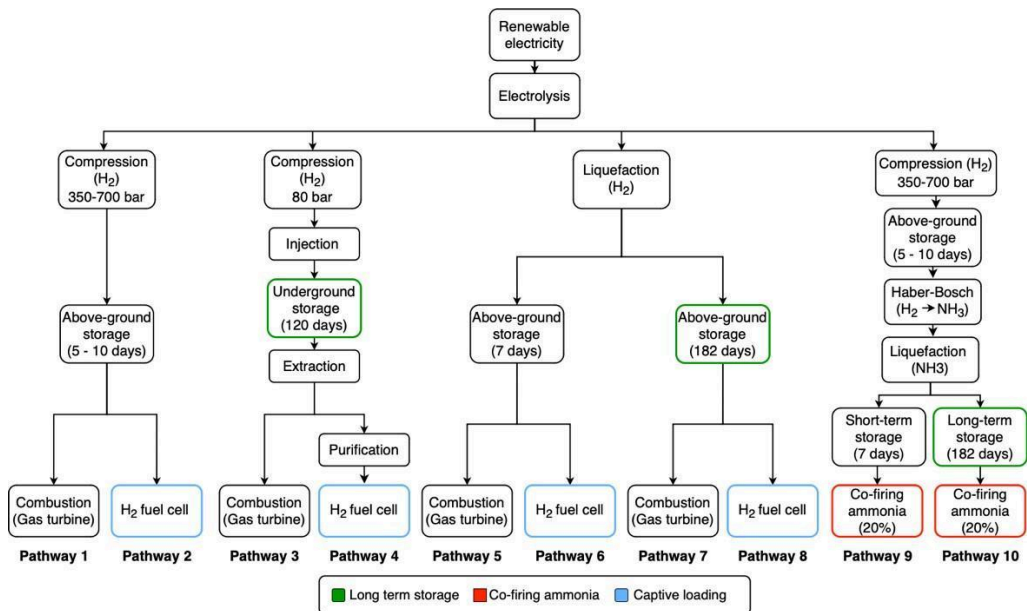 Renewable
electricity
Electrolysis
Compression
(H₂)
350-700 bar
Compression
(H₂)
80 bar
Liquefaction
(H₂)
Compression (H₂)
350-700 bar
Injection
Above-ground
storage
(5 - 10 days)
Underground
storage
(120 days)
Haber-Bosch
(H₂ → NH₃)
Above-ground
storage
(5 - 10 days)
Above-ground
storage
(7 days)
Above-ground
storage
(182 days)
Extraction
Liquefaction
(NH3)
Purification
Short-term
storage
(7 days)
Long-term
storage
(182 days)
Combustion
(Gas turbine)
H₂ fuel cell
Combustion
(Gas turbine)
H₂ fuel cell
Combustion
(Gas turbine)
H₂ fuel cell
Combustion
(Gas turbine)
H₂ fuel cell
Co-firing
ammonia
(20%)
Co-firing
ammonia
(20%)
Pathway 1 Pathway 2 Pathway 3 Pathway 4 Pathway 5 Pathway 6 Pathway 7 Pathway 8 Pathway 9 Pathway 10
Long term storage Co-firing ammonia Captive loading